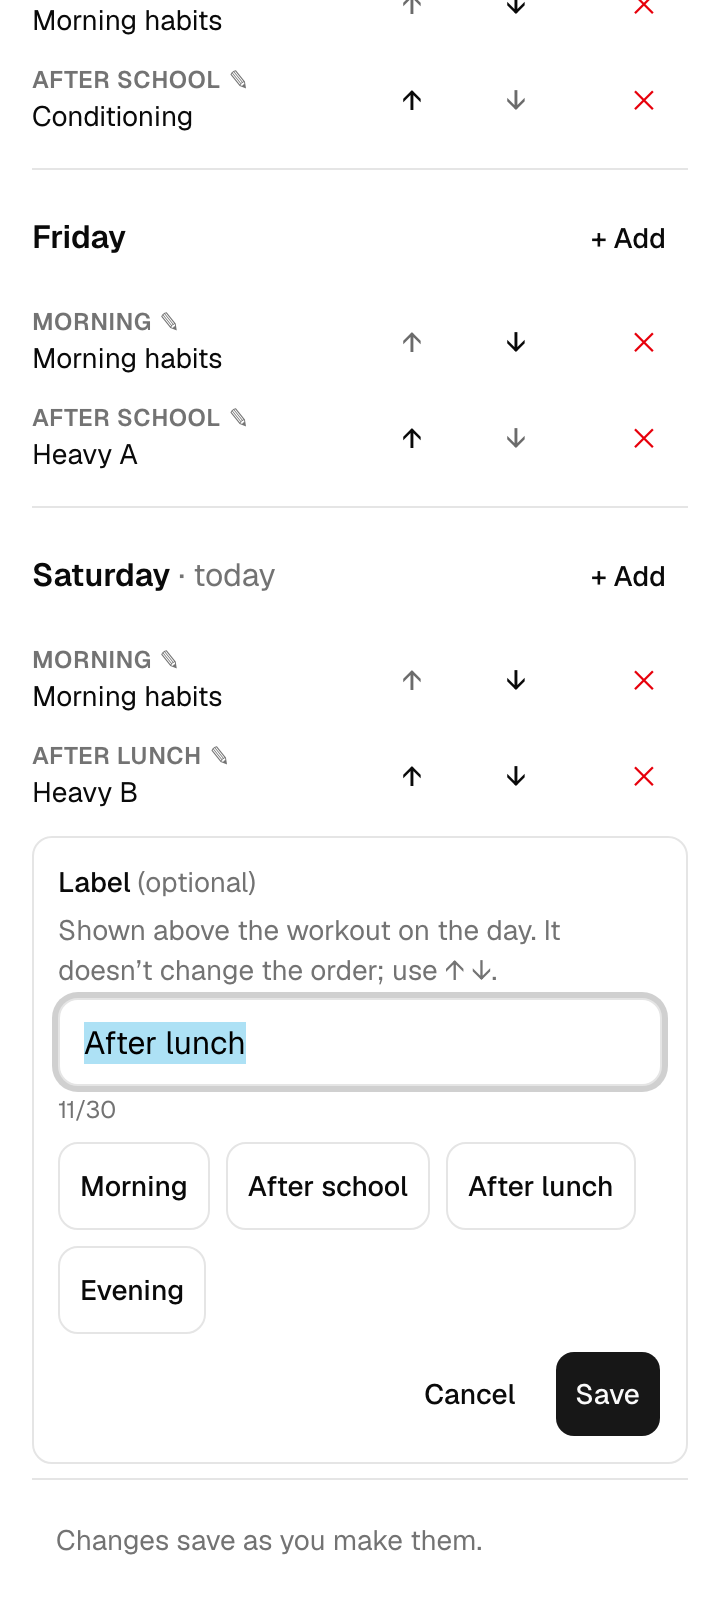 Morning habits ↑ ↓ ×
AFTER SCHOOL ✎
Conditioning ↑ ↓ ×
Friday + Add
MORNING ✎
Morning habits ↑ ↓ ×
AFTER SCHOOL ✎
Heavy A ↑ ↓ ×
Saturday · today + Add
MORNING ✎
Morning habits ↑ ↓ ×
AFTER LUNCH ✎
Heavy B ↑ ↓ ×
Label (optional)
Shown above the workout on the day. It
doesn’t change the order; use ↑ ↓.
After lunch
11/30
Morning After school After lunch
Evening
Cancel Save
Changes save as you make them.